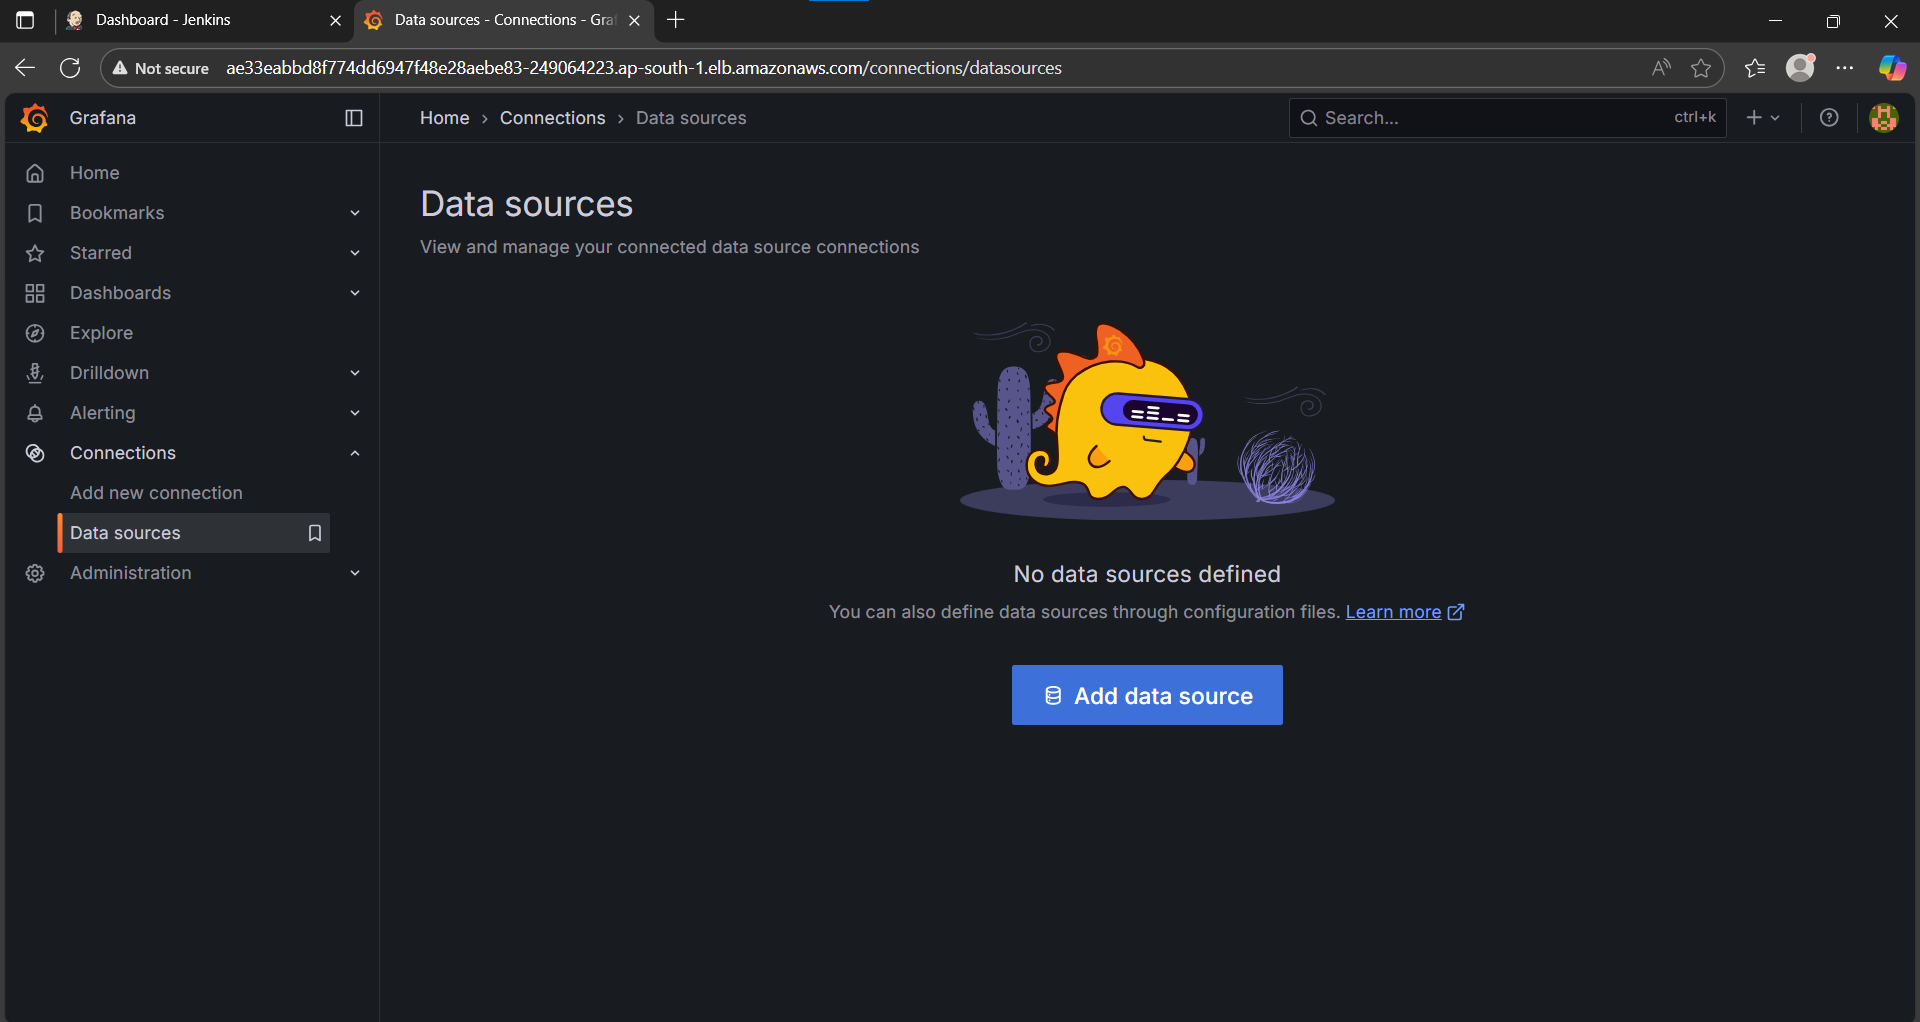 Dashboard - Jenkins
Data sources - Connections - Gra
Not secure
ae33eabbd8f774dd6947f48e28aebe83-249064223.ap-south-1.elb.amazonaws.com/connections/datasources
Grafana
Home › Connections › Data sources
Search...
ctrl+k
Home
Bookmarks
Starred
Dashboards
Explore
Drilldown
Alerting
Connections
Add new connection
Data sources
Administration
Data sources
View and manage your connected data source connections
No data sources defined
You can also define data sources through configuration files. Learn more
Add data source